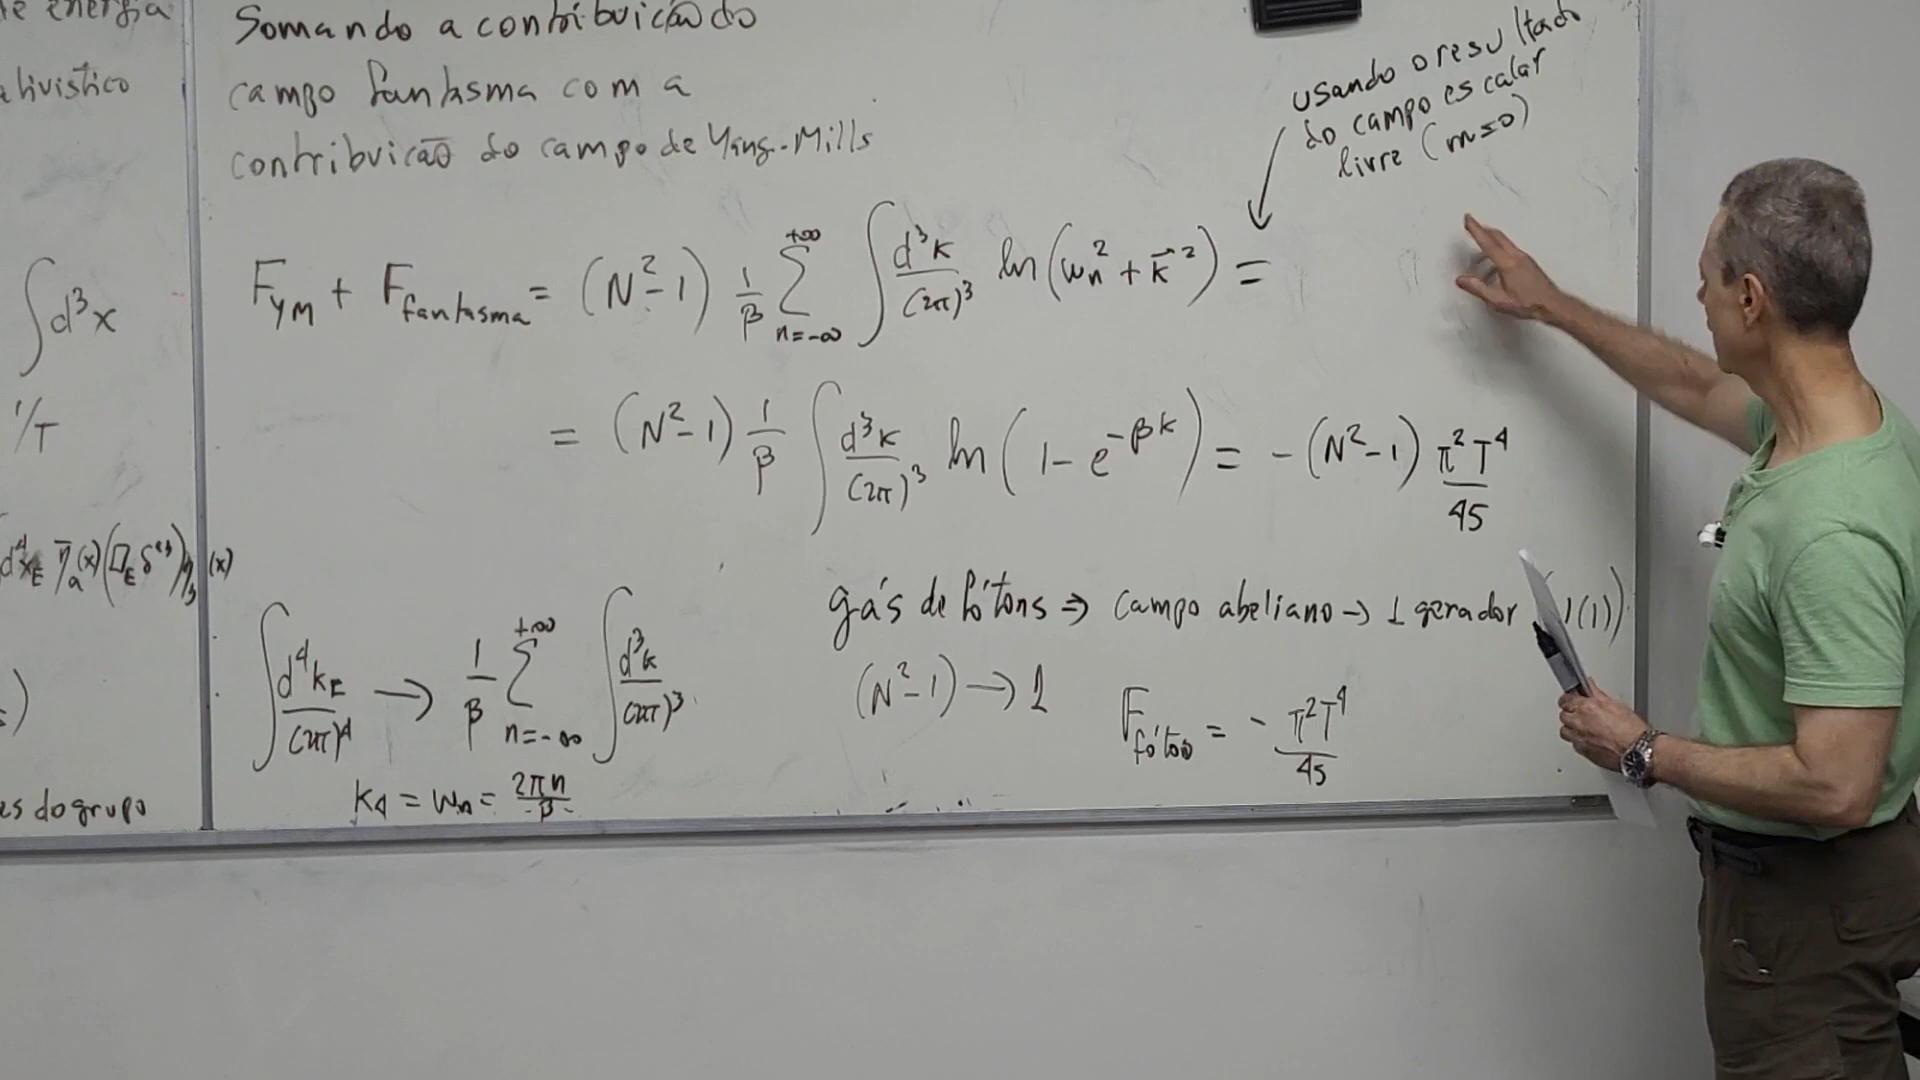 de energia
ativistico
∫d³x
1/T
d⁴x_E η̄_a(x)(□_E δ^{ab})η_b(x)
)
es do grupo
Somando a contribuição do
campo fantasma com a
contribuição do campo de Yang-Mills
usando o resultado
do campo escalar
livre (m=0)
F_YM + F_fantasma = (N²-1) 1/β Σ_{n=-∞}^{+∞} ∫ d³k/(2π)³ ln(ωn² + k⃗²) =
= (N²-1) 1/β ∫ d³k/(2π)³ ln(1-e^{-βk}) = -(N²-1) π²T⁴/45
gás de fótons ⇒ campo abeliano → 1 gerador (1))
∫ d⁴k_E/(2π)⁴ → 1/β Σ_{n=-∞}^{+∞} ∫ d³k/(2π)³
(N²-1) → 1
F_fóton = - π²T⁴/45
k₄ = ωn = 2πn/β